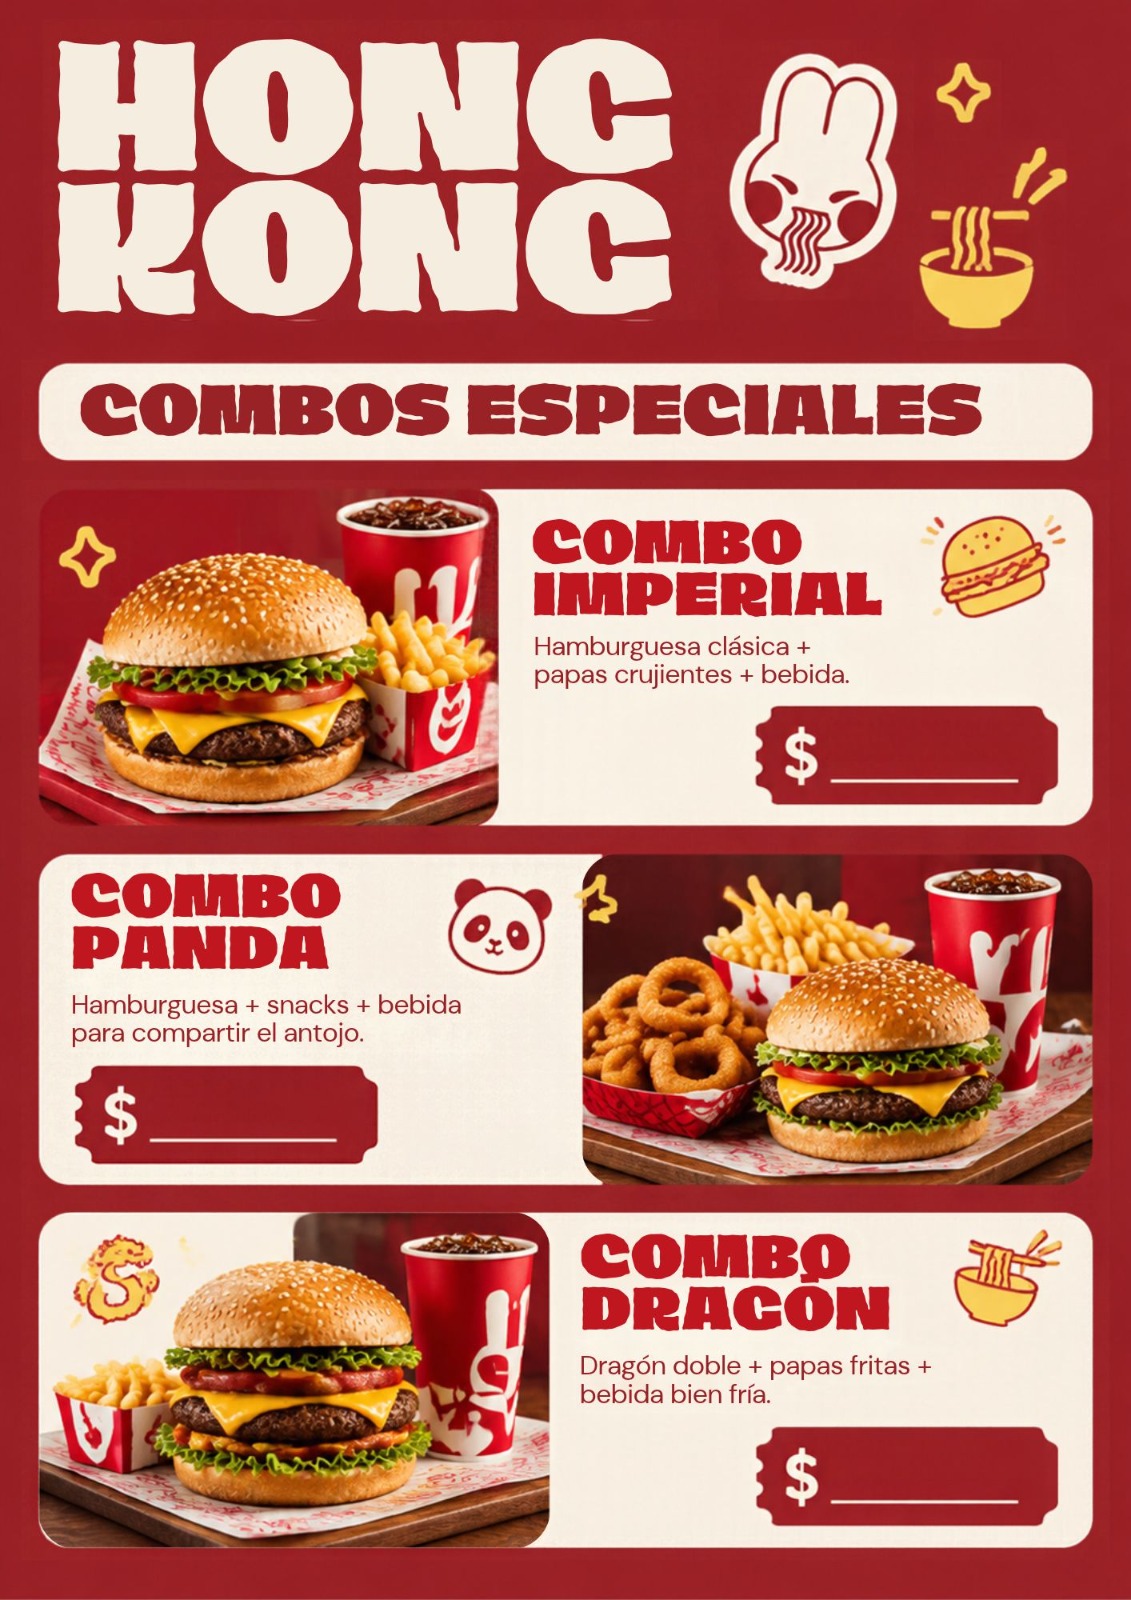 HONG
KONG
COMBOS ESPECIALES
COMBO
IMPERIAL
Hamburguesa clásica +
papas crujientes + bebida.
$
COMBO
PANDA
Hamburguesa + snacks + bebida
para compartir el antojo.
$
COMBO
DRAGÓN
Dragón doble + papas fritas +
bebida bien fría.
$